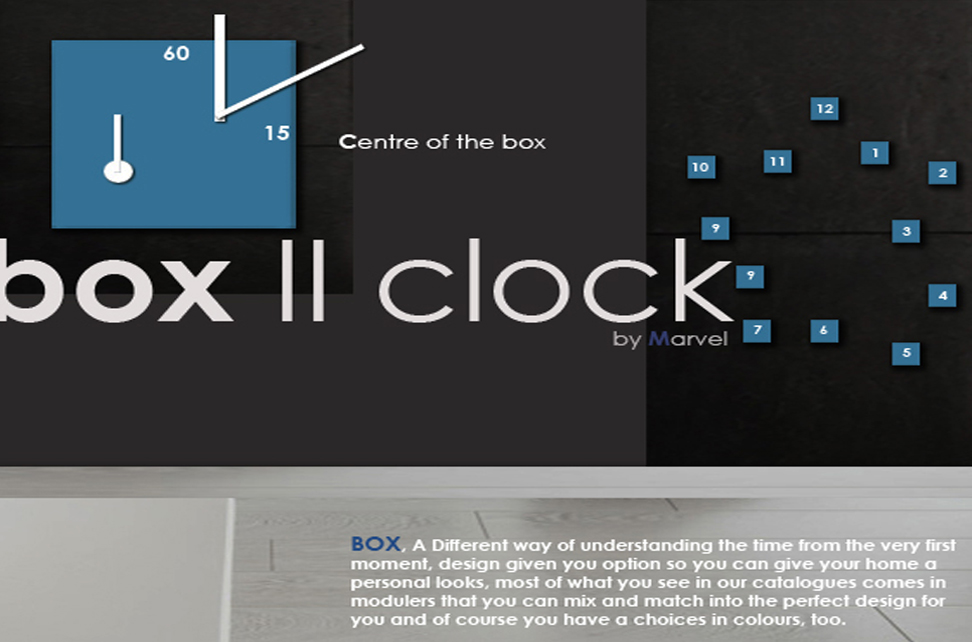 60
15
Centre of the box
12
11
1
10
2
9
3
box ll clock
9
4
by Marvel
7
6
5
BOX, A Different way of understanding the time from the very first
moment, design given you option so you can give your home a
personal looks, most of what you see in our catalogues comes in
modulers that you can mix and match into the perfect design for
you and of course you have a choices in colours, too.